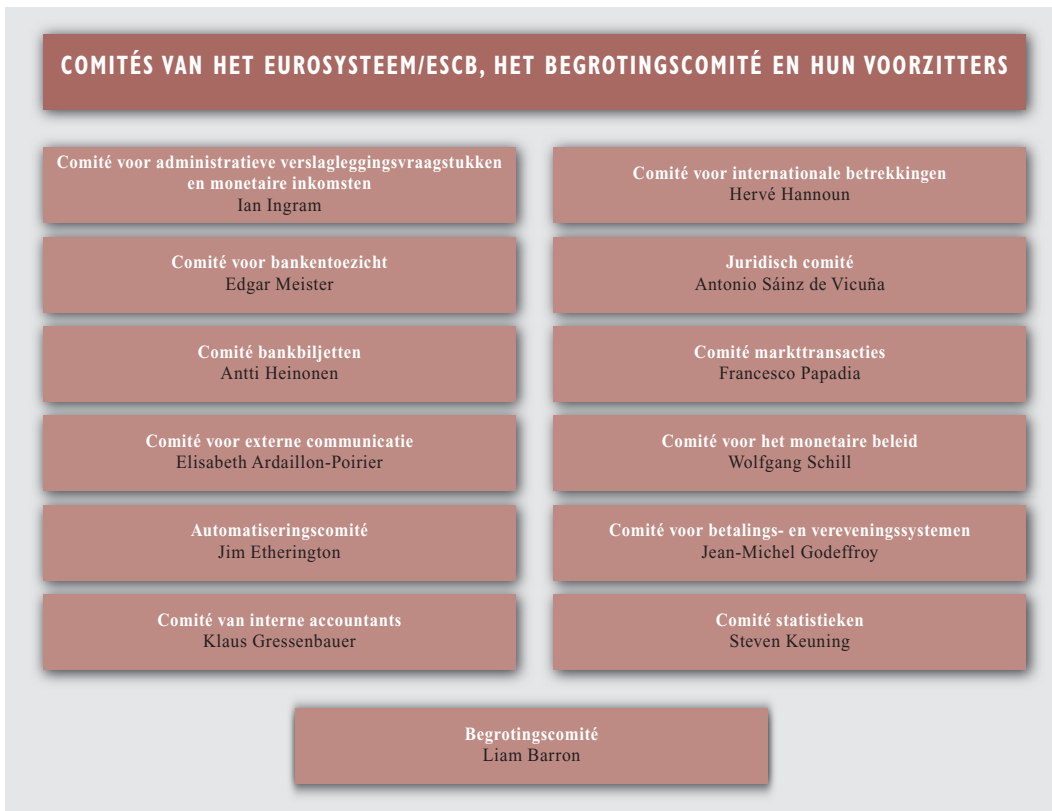 COMITÉS VAN HET EUROSYSTEEM/ESCB, HET BEGROTINGSCOMITÉ EN HUN VOORZITTERS
Comité voor administratieve verslagleggingsvraagstukken
en monetaire inkomsten
Ian Ingram
Comité voor bankentoezicht
Edgar Meister
Comité bankbiljetten
Antti Heinonen
Comité voor externe communicatie
Elisabeth Ardaillon-Poirier
Automatiseringscomité
Jim Etherington
Comité van interne accountants
Klaus Gressenbauer
Comité voor internationale betrekkingen
Hervé Hannoun
Juridisch comité
Antonio Sáinz de Vicuña
Comité markttransacties
Francesco Papadia
Comité voor het monetaire beleid
Wolfgang Schill
Comité voor betalings- en vereveningssystemen
Jean-Michel Godeffroy
Comité statistieken
Steven Keuning
Begrotingscomité
Liam Barron